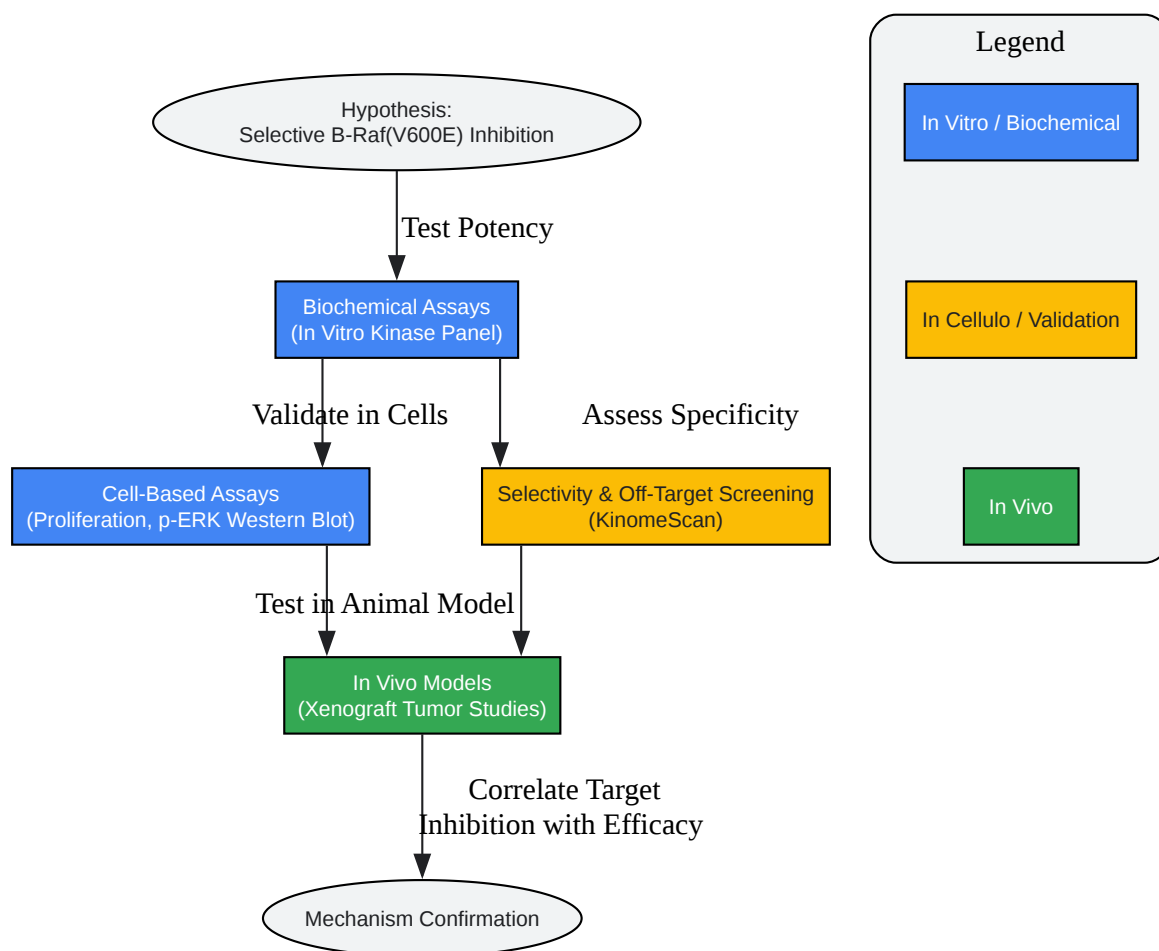 Legend
Hypothesis:
Selective B-Raf(V600E) Inhibition
In Vitro / Biochemical
Test Potency
Biochemical Assays
(In Vitro Kinase Panel)
In Cellulo / Validation
Validate in Cells
Assess Specificity
Cell-Based Assays
(Proliferation, p-ERK Western Blot)
Selectivity & Off-Target Screening
(KinomeScan)
In Vivo
Test in Animal Model
In Vivo Models
(Xenograft Tumor Studies)
Correlate Target
Inhibition with Efficacy
Mechanism Confirmation